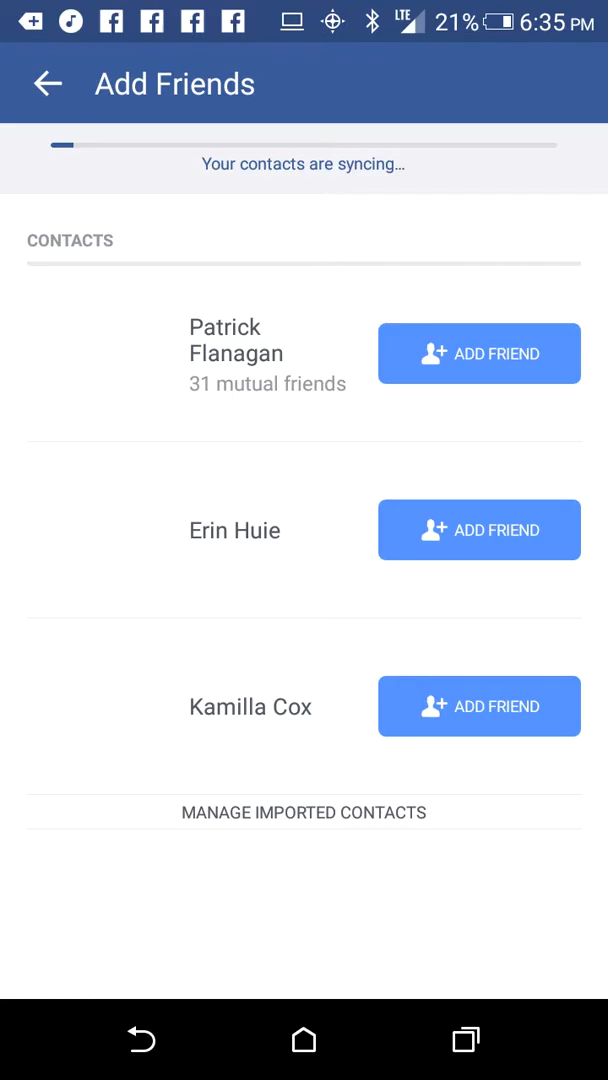 LTE 21% 6:35 PM
Add Friends
Your contacts are syncing...
CONTACTS
Patrick
Flanagan
31 mutual friends
ADD FRIEND
Erin Huie
ADD FRIEND
Kamilla Cox
ADD FRIEND
MANAGE IMPORTED CONTACTS